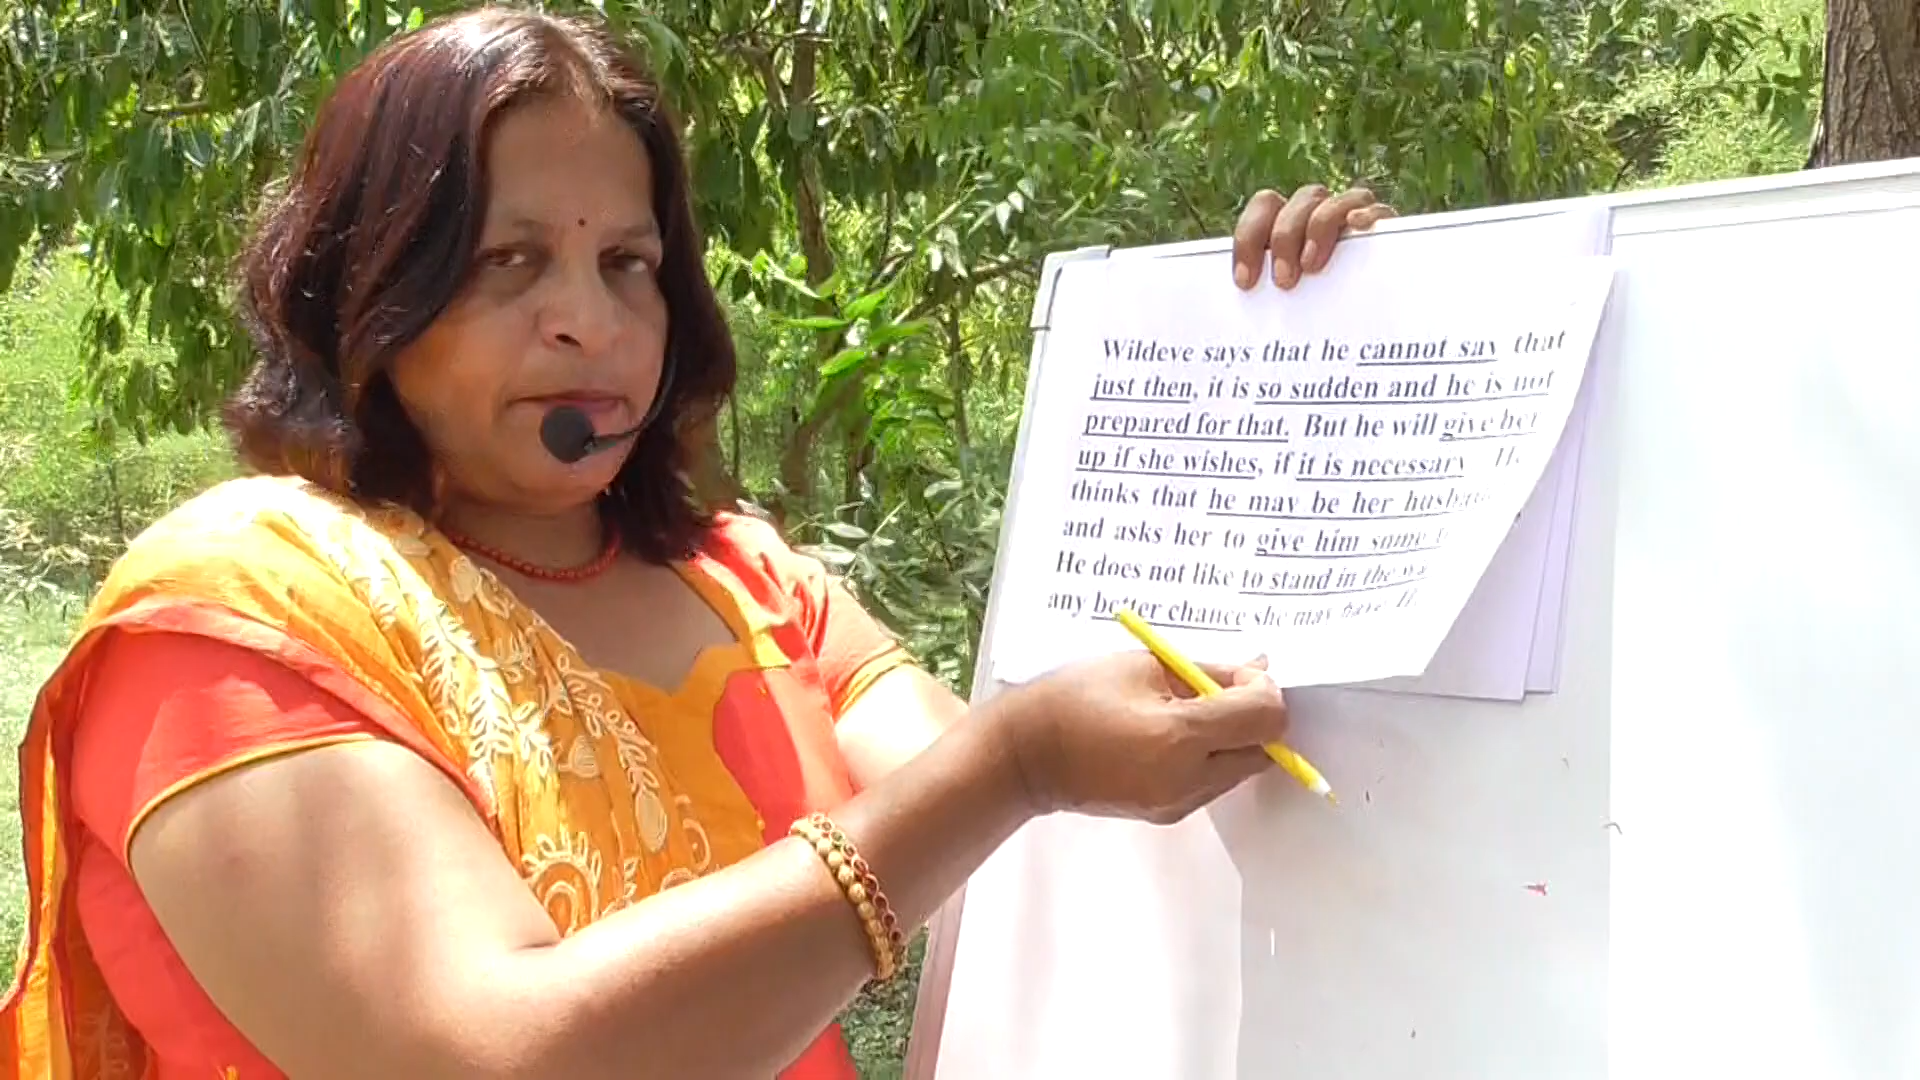 Wildeve says that he cannot say that
just then, it is so sudden and he is not
prepared for that. But he will give her
up if she wishes, if it is necessary
thinks that he may be her
and asks her to give him some
He does not like to stand in the
any better chance she may have.